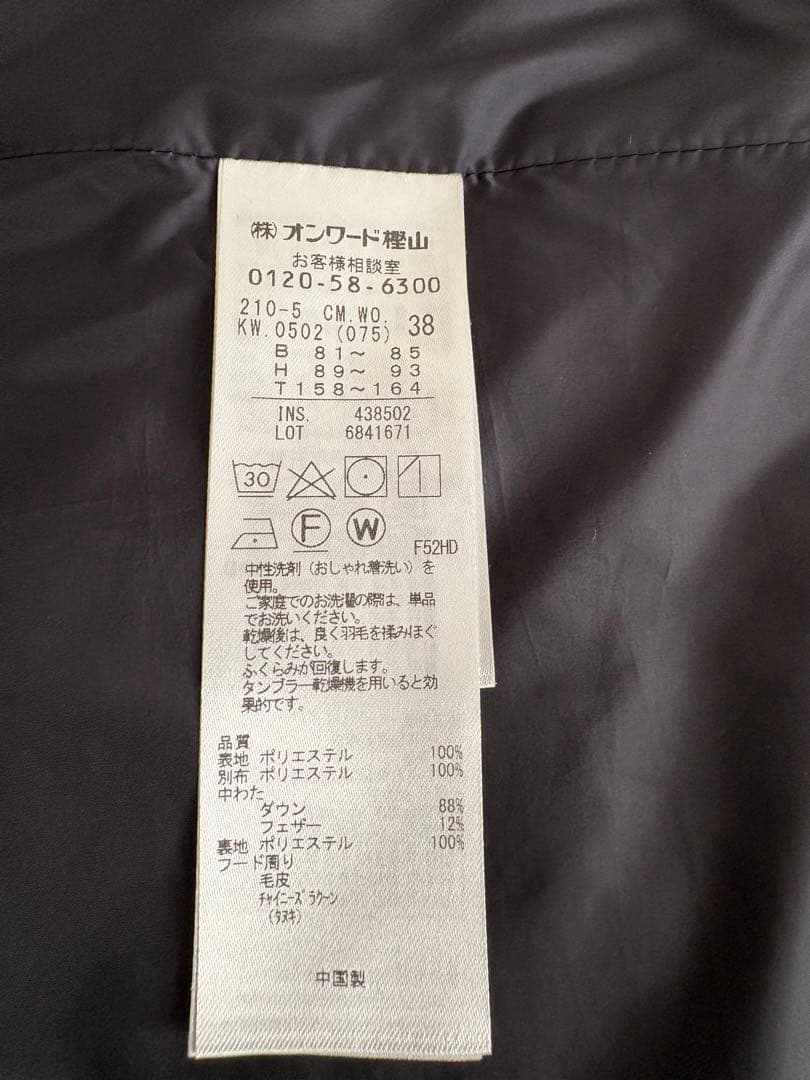 (株)オンワード樫山
お客様相談室
0120-58-6300
210-5 CM.WO.
KW.0502 (075) 38
B 81〜 85
H 89〜 93
T158〜164
INS. 438502
LOT 6841671
30
F W F52HD
中性洗剤(おしゃれ着洗い)を
使用。
ご家庭でのお洗濯の際は、単品
でお洗いください。
乾燥後は、良く羽毛を揉みほぐ
してください。
ふくらみが回復します。
タンブラー乾燥機を用いると効
果的です。
品質
表地 ポリエステル 100%
別布 ポリエステル 100%
中わた
ダウン 88%
フェザー 12%
裏地 ポリエステル 100%
フード周り
毛皮
チャイニーズラクーン
(タヌキ)
中国製